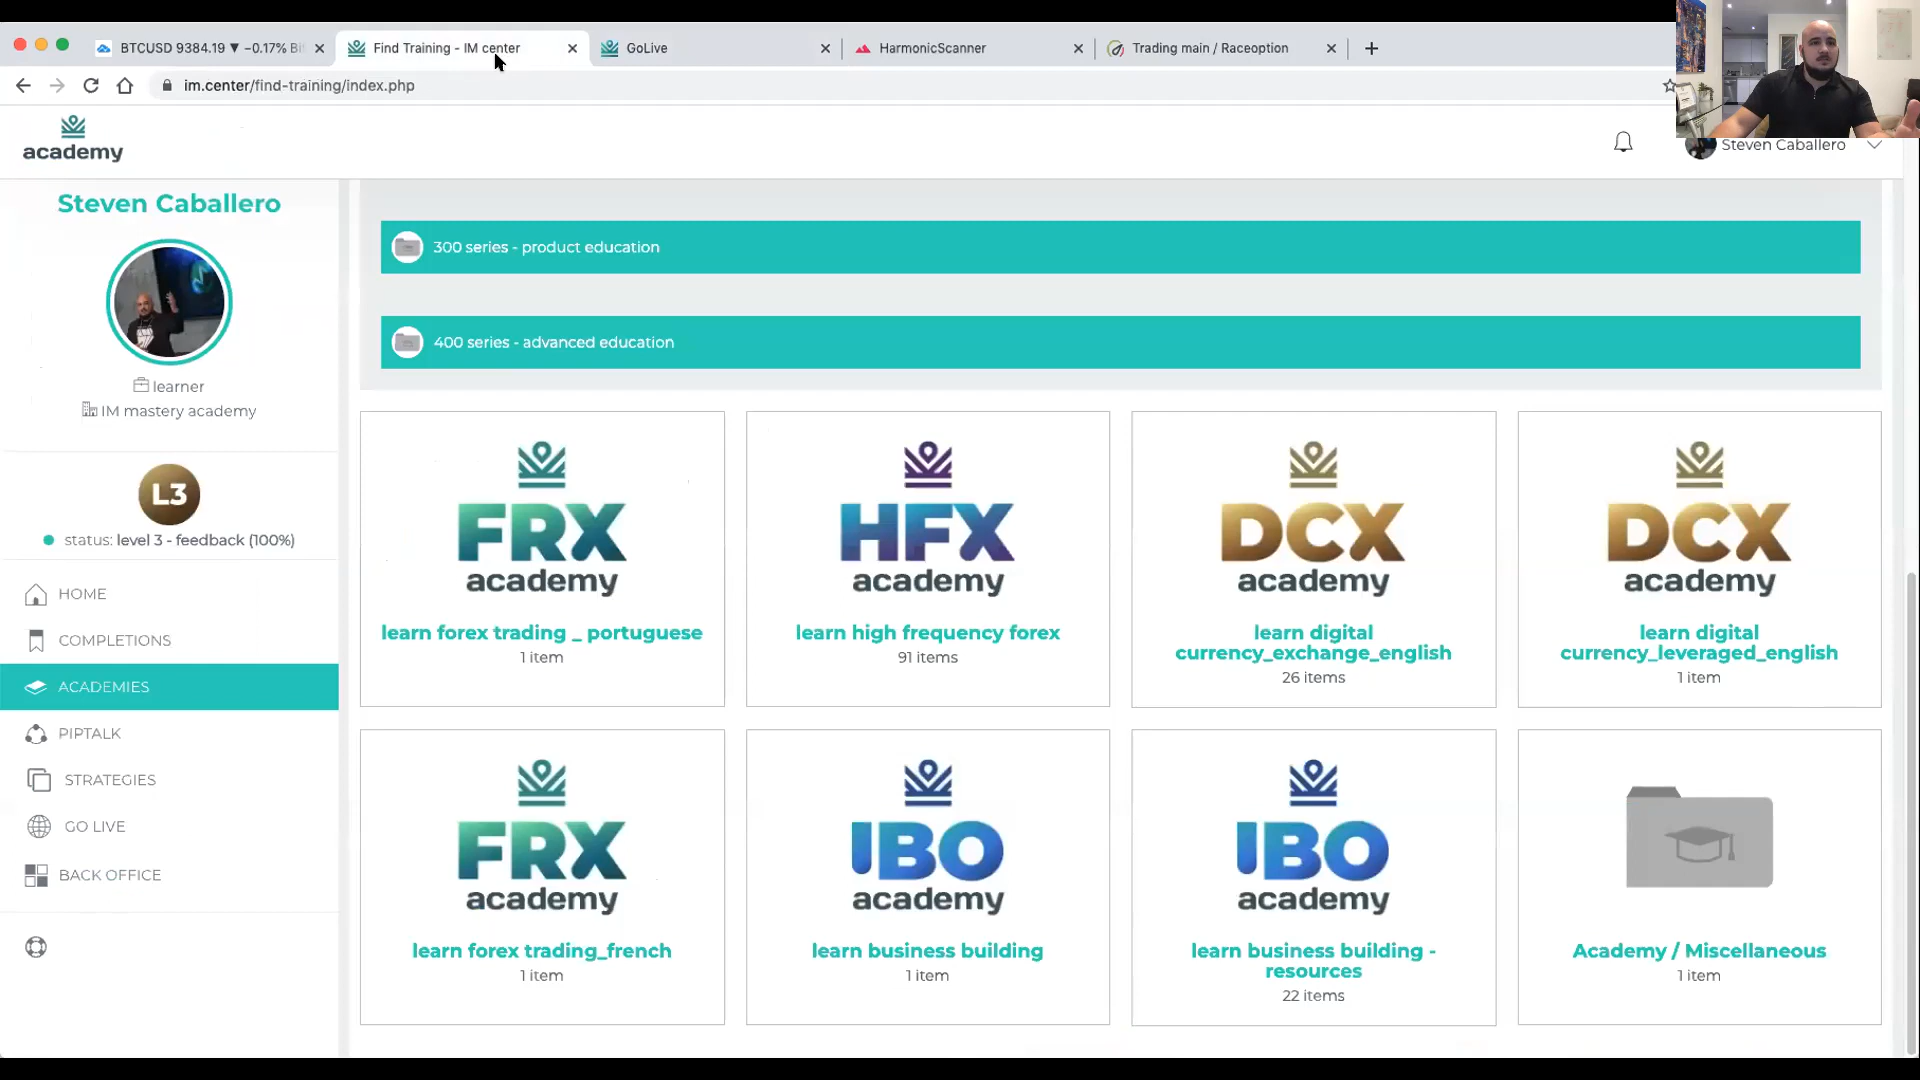 BTCUSD 9384.19 ▼ −0.17%
Find Training - IM center
GoLive
HarmonicScanner
Trading main / Raceoption
im.center/find-training/index.php
academy
Steven Caballero
Steven Caballero
learner
IM mastery academy
L3
status: level 3 - feedback (100%)
HOME
COMPLETIONS
ACADEMIES
PIPTALK
STRATEGIES
GO LIVE
BACK OFFICE
300 series - product education
400 series - advanced education
FRX
academy
learn forex trading _ portuguese
1 item
HFX
academy
learn high frequency forex
91 items
DCX
academy
learn digital
currency_exchange_english
26 items
DCX
academy
learn digital
currency_leveraged_english
1 item
FRX
academy
learn forex trading_french
1 item
IBO
academy
learn business building
1 item
IBO
academy
learn business building -
resources
22 items
Academy / Miscellaneous
1 item